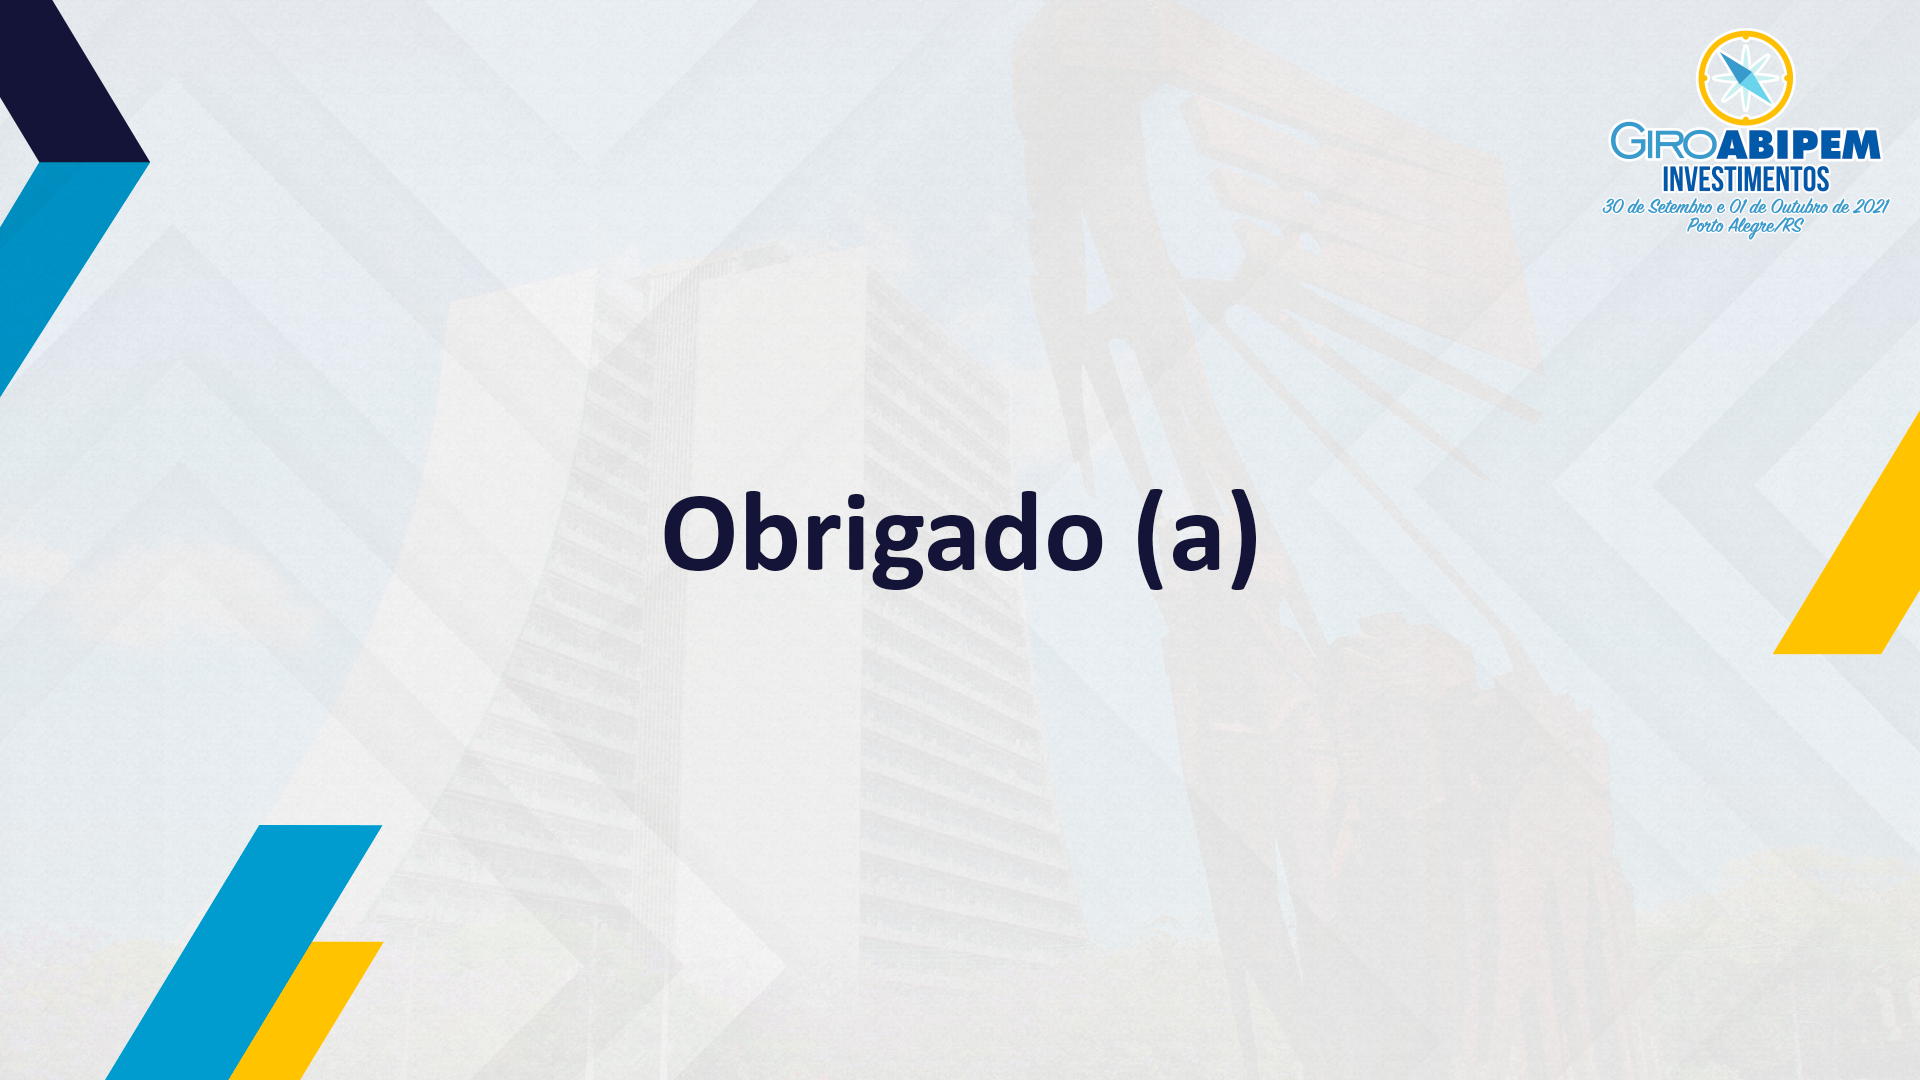 GIROABIPEM
INVESTIMENTOS
30 de Setembro e 01 de Outubro de 2021
Porto Alegre/RS
Obrigado (a)